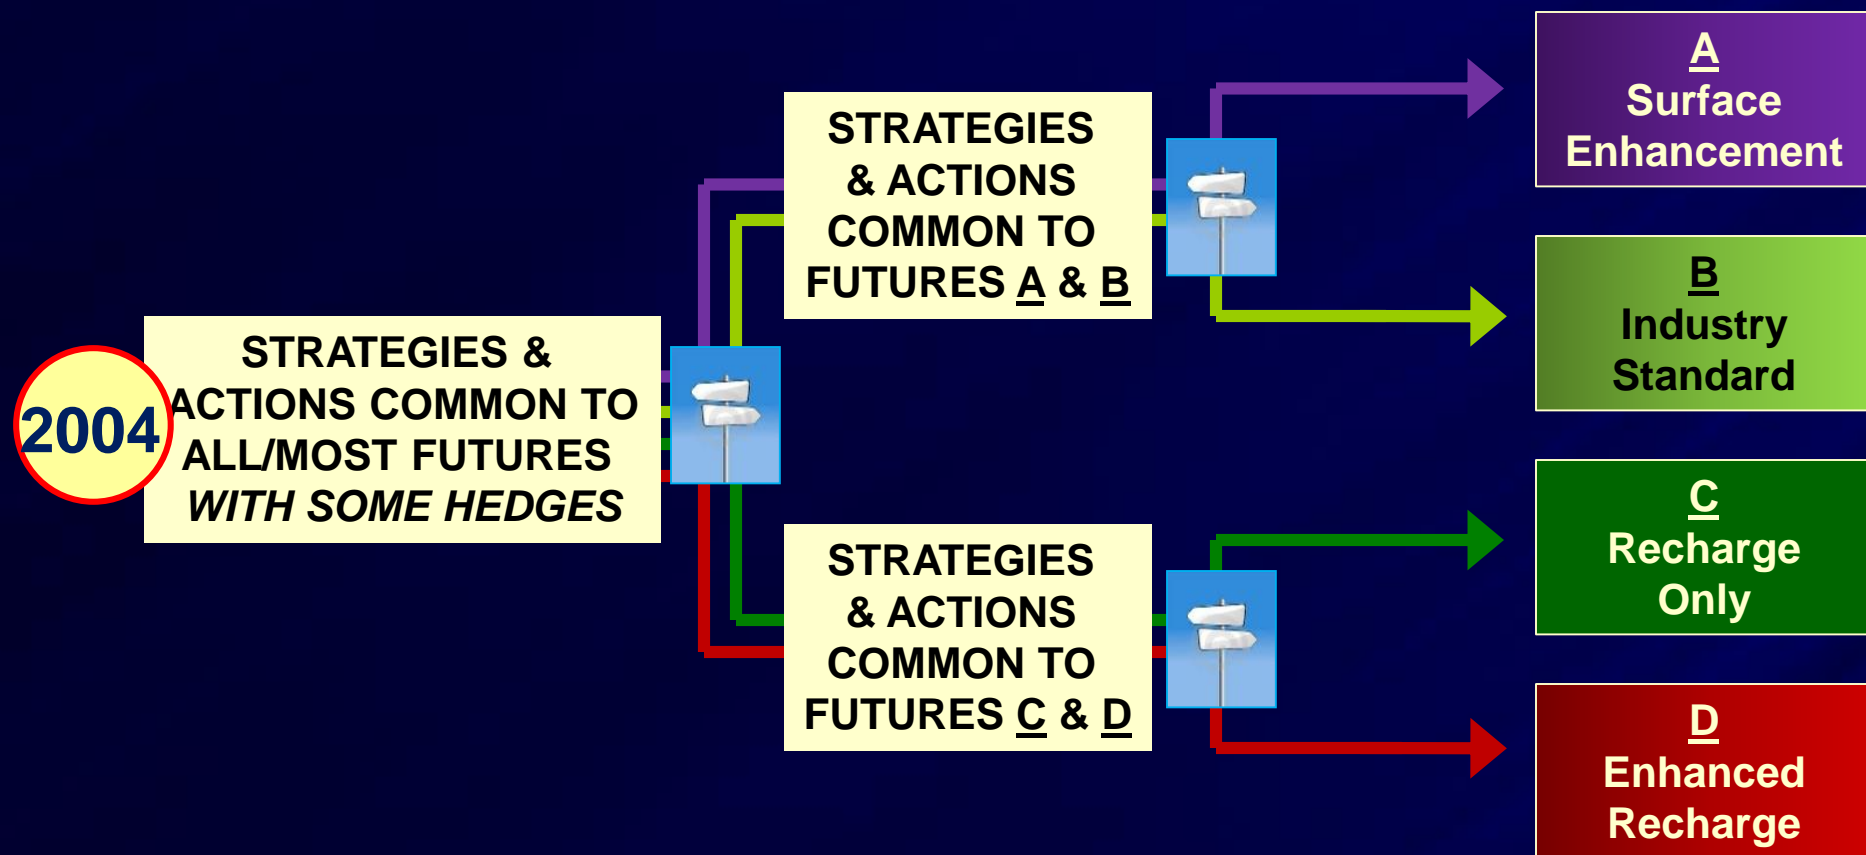 2004
STRATEGIES &
ACTIONS COMMON TO
ALL/MOST FUTURES
WITH SOME HEDGES
STRATEGIES
& ACTIONS
COMMON TO
FUTURES A & B
STRATEGIES
& ACTIONS
COMMON TO
FUTURES C & D
A
Surface
Enhancement
B
Industry
Standard
C
Recharge
Only
D
Enhanced
Recharge